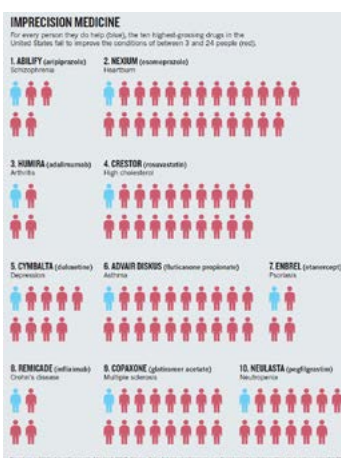 IMPRECISION MEDICINE
For every person they do help (blue), the ten highest-grossing drugs in the
United States fail to improve the conditions of between 3 and 24 people (red).
1. ABILIFY (aripiprazole)
Schizophrenia
2. NEXIUM (esomeprazole)
Heartburn
3. HUMIRA (adalimumab)
Arthritis
4. CRESTOR (rosuvastatin)
High cholesterol
5. CYMBALTA (duloxetine)
Depression
6. ADVAIR DISKUS (fluticasone propionate)
Asthma
7. ENBREL (etanercept)
Psoriasis
8. REMICADE (infliximab)
Crohn's disease
9. COPAXONE (glatiramer acetate)
Multiple sclerosis
10. NEULASTA (pegfilgrastim)
Neutropenia